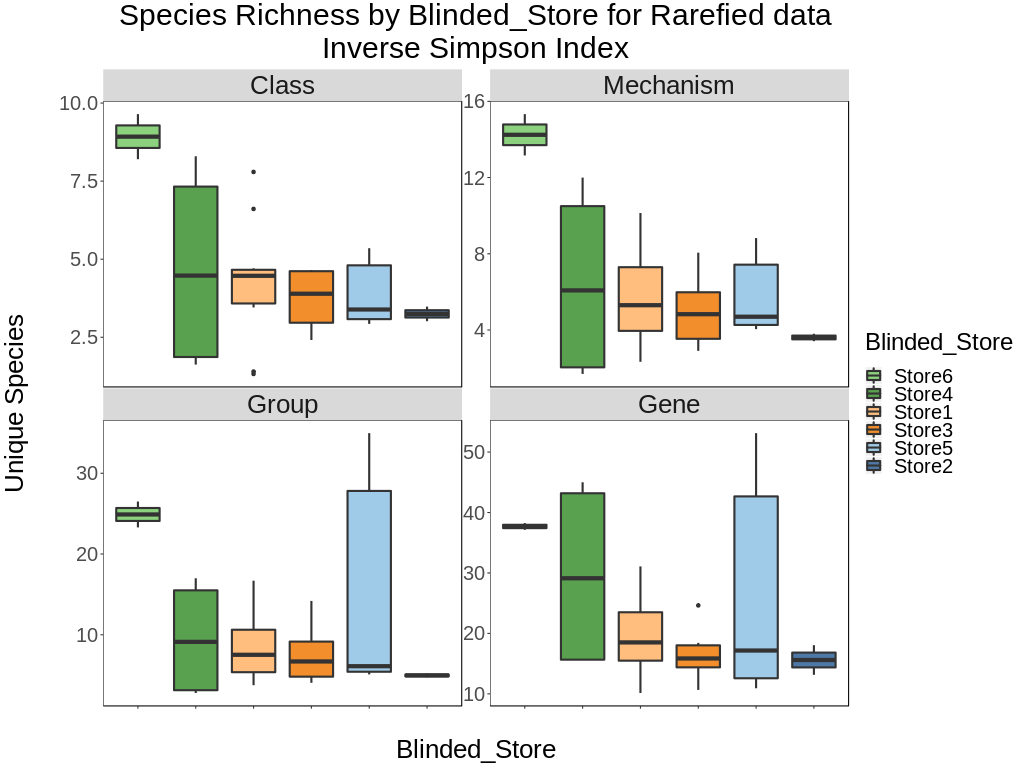 Species Richness by Blinded_Store for Rarefied data
Inverse Simpson Index
Class
Mechanism
10.0
7.5
5.0
2.5
16
12
8
4
Group
Gene
30
20
10
50
40
30
20
10
Unique Species
Blinded_Store
Blinded_Store
Store6
Store4
Store1
Store3
Store5
Store2